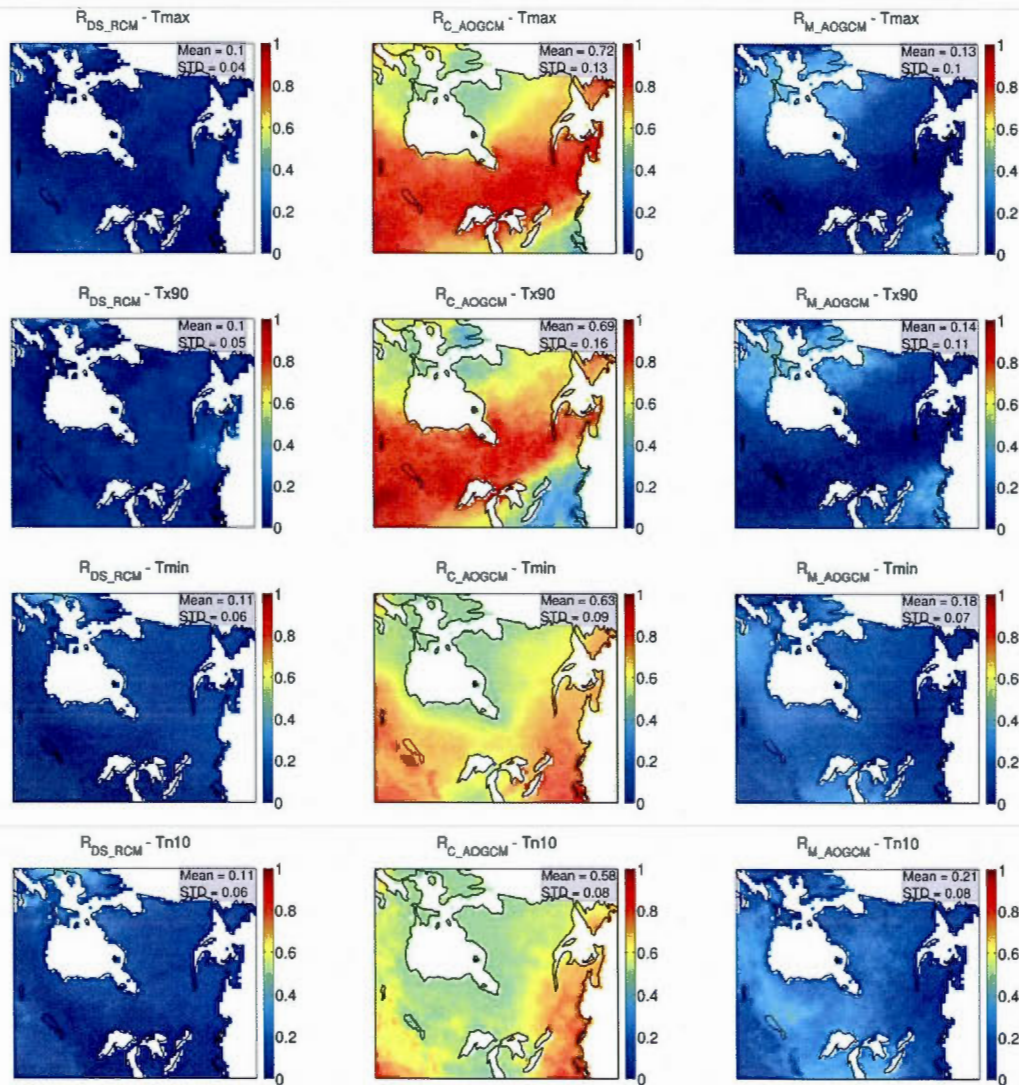 R_DS_RCM - Tmax
R_C_AOGCM - Tmax
R_M_AOGCM - Tmax
Mean = 0.1
STD = 0.04
1
0.8
0.6
0.4
0.2
0
Mean = 0.72
STD = 0.13
1
0.8
0.6
0.4
0.2
0
Mean = 0.13
STD = 0.1
1
0.8
0.6
0.4
0.2
0
R_DS_RCM - Tx90
R_C_AOGCM - Tx90
R_M_AOGCM - Tx90
Mean = 0.1
STD = 0.05
1
0.8
0.6
0.4
0.2
0
Mean = 0.69
STD = 0.16
1
0.8
0.6
0.4
0.2
0
Mean = 0.14
STD = 0.11
1
0.8
0.6
0.4
0.2
0
R_DS_RCM - Tmin
R_C_AOGCM - Tmin
R_M_AOGCM - Tmin
Mean = 0.11
STD = 0.06
1
0.8
0.6
0.4
0.2
0
Mean = 0.63
STD = 0.09
1
0.8
0.6
0.4
0.2
0
Mean = 0.18
STD = 0.07
1
0.8
0.6
0.4
0.2
0
R_DS_RCM - Tn10
R_C_AOGCM - Tn10
R_M_AOGCM - Tn10
Mean = 0.11
STD = 0.06
1
0.8
0.6
0.4
0.2
0
Mean = 0.58
STD = 0.08
1
0.8
0.6
0.4
0.2
0
Mean = 0.21
STD = 0.08
1
0.8
0.6
0.4
0.2
0